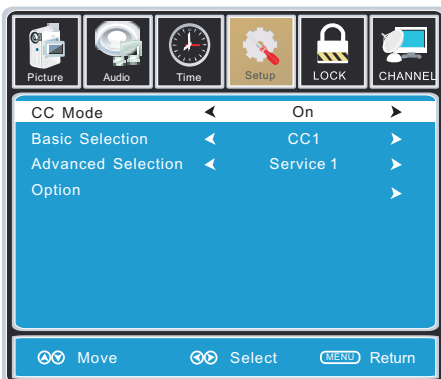 Picture Audio Time Setup LOCK CHANNEL
CC Mode On
Basic Selection CC1
Advanced Selection Service 1
Option
Move Select MENU Return